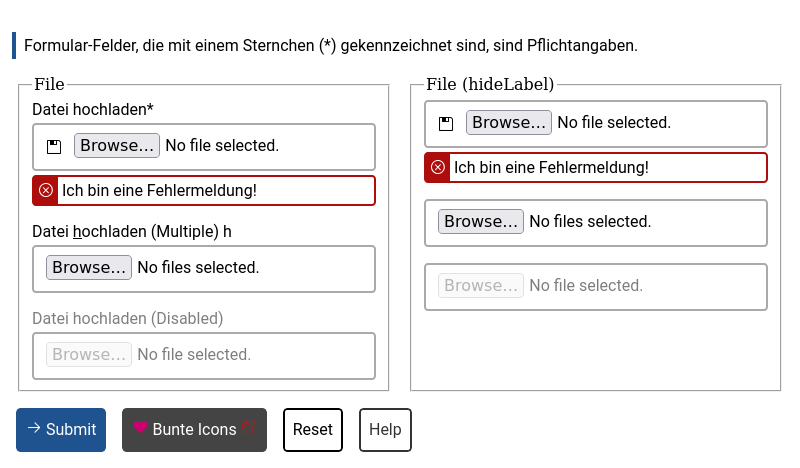 Formular-Felder, die mit einem Sternchen (*) gekennzeichnet sind, sind Pflichtangaben.
File
Datei hochladen*
Browse... No file selected.
Ich bin eine Fehlermeldung!
Datei hochladen (Multiple) h
Browse... No files selected.
Datei hochladen (Disabled)
Browse... No file selected.
File (hideLabel)
Browse... No file selected.
Ich bin eine Fehlermeldung!
Browse... No files selected.
Browse... No file selected.
Submit Bunte Icons Reset Help